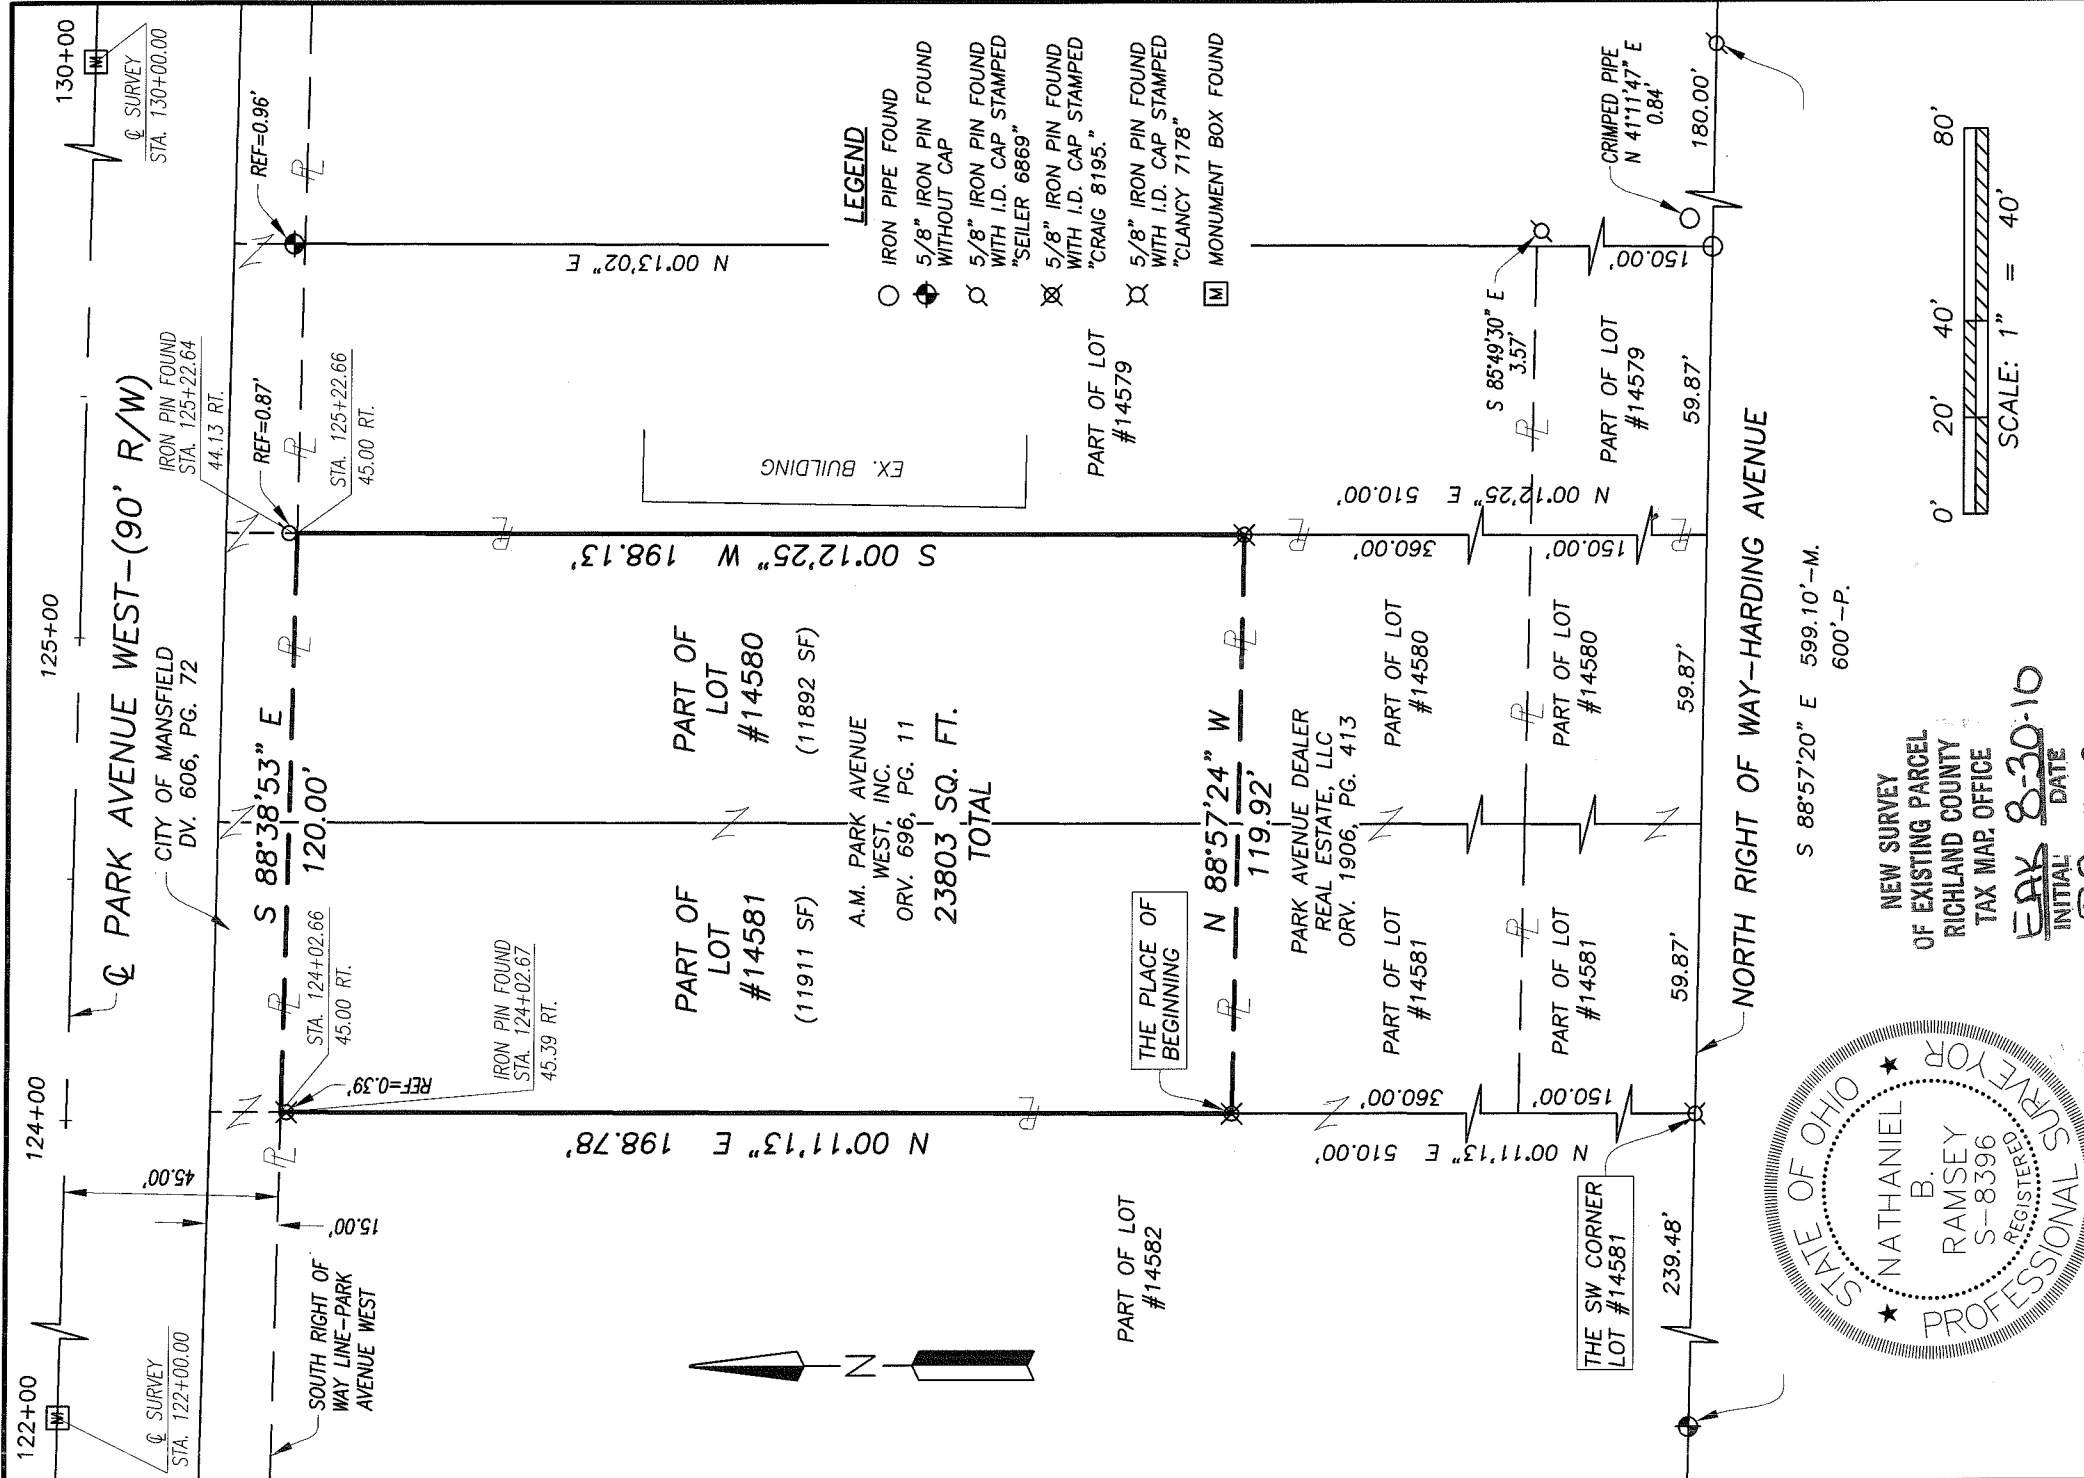 122+00
124+00
125+00
130+00
℄ SURVEY
STA. 122+00.00
℄ SURVEY
STA. 130+00.00
℄ PARK AVENUE WEST-(90' R/W)
CITY OF MANSFIELD
DV. 606, PG. 72
IRON PIN FOUND
STA. 125+22.64
44.13 RT.
REF=0.87'
REF=0.96'
STA. 125+22.66
45.00 RT.
45.00'
15.00'
SOUTH RIGHT OF
WAY LINE-PARK
AVENUE WEST
S 88°38'53" E
120.00'
STA. 124+02.66
45.00 RT.
REF=0.39'
IRON PIN FOUND
STA. 124+02.67
45.39 RT.
N 00°11'13" E 198.78'
S 00°12'25" W 198.13'
N 00°13'02" E
PART OF
LOT
#14581
(11911 SF)
PART OF
LOT
#14580
(11892 SF)
A.M. PARK AVENUE
WEST, INC.
ORV. 696, PG. 11
23803 SQ. FT.
TOTAL
EX. BUILDING
LEGEND
IRON PIPE FOUND
5/8" IRON PIN FOUND
WITHOUT CAP
5/8" IRON PIN FOUND
WITH I.D. CAP STAMPED
"SEILER 6869"
5/8" IRON PIN FOUND
WITH I.D. CAP STAMPED
"CRAIG 8195."
5/8" IRON PIN FOUND
WITH I.D. CAP STAMPED
"CLANCY 7178"
M MONUMENT BOX FOUND
PART OF LOT
#14582
PART OF LOT
#14579
THE PLACE OF
BEGINNING
N 88°57'24" W
119.92'
PARK AVENUE DEALER
REAL ESTATE, LLC
ORV. 1906, PG. 413
PART OF LOT
#14581
PART OF LOT
#14580
360.00'
360.00'
N 00°11'13" E 510.00'
N 00°12'25" E 510.00'
150.00'
150.00'
150.00'
PART OF LOT
#14581
PART OF LOT
#14580
PART OF LOT
#14579
S 85°49'30" E
3.57'
CRIMPED PIPE
N 41°11'47" E
0.84'
THE SW CORNER
LOT #14581
239.48'
59.87'
59.87'
59.87'
180.00'
NORTH RIGHT OF WAY-HARDING AVENUE
S 88°57'20" E 599.10'-M.
600'-P.
N
STATE OF OHIO
NATHANIEL
B.
RAMSEY
S-8396
REGISTERED
PROFESSIONAL SURVEYOR
NEW SURVEY
OF EXISTING PARCEL
RICHLAND COUNTY
TAX MAP OFFICE
EAK 8-30-10
INITIAL DATE
0' 20' 40' 80'
SCALE: 1" = 40'